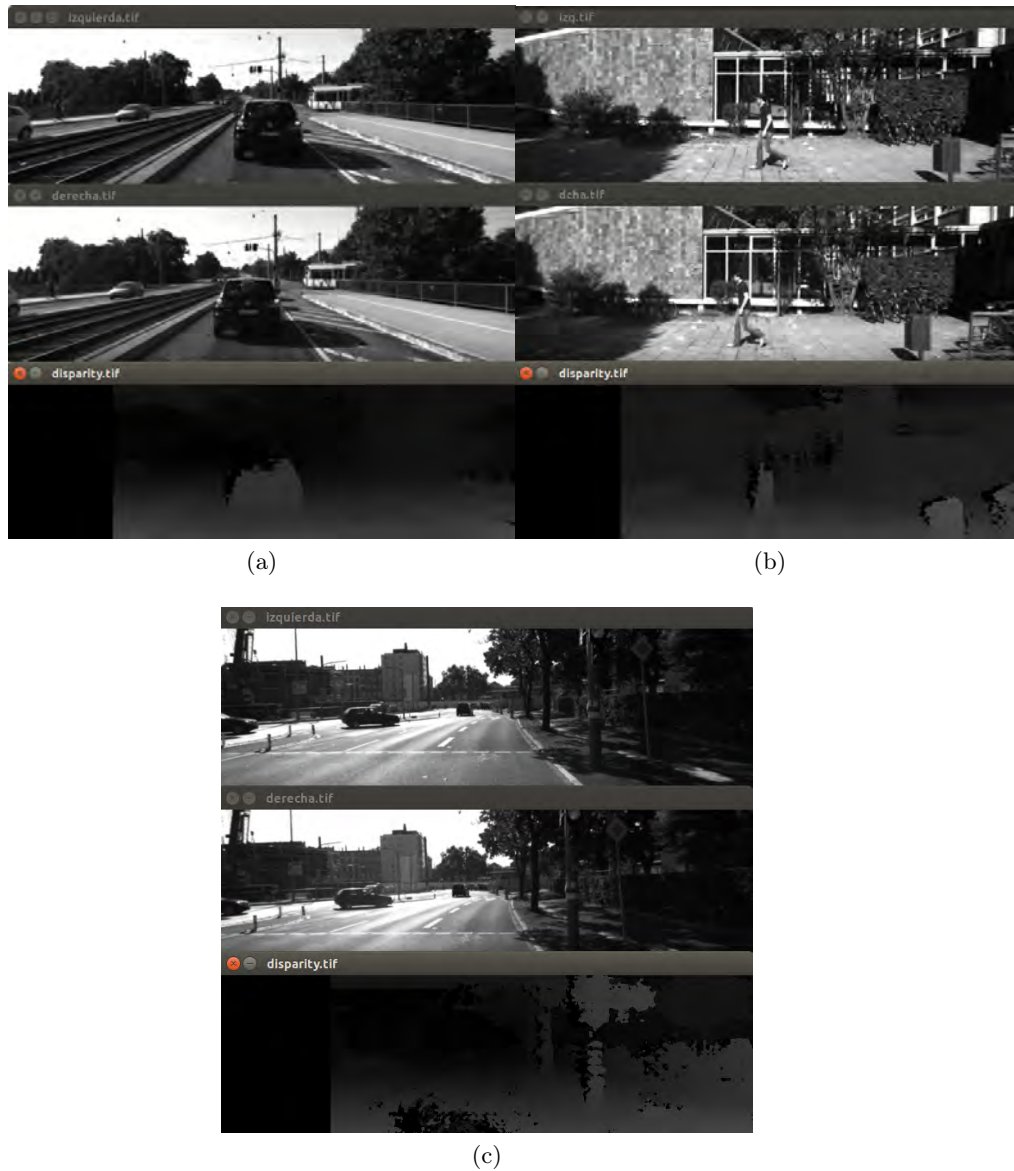 izquierda.tif
derecha.tif
disparity.tif
(a)
izq.tif
dcha.tif
disparity.tif
(b)
izquierda.tif
derecha.tif
disparity.tif
(c)